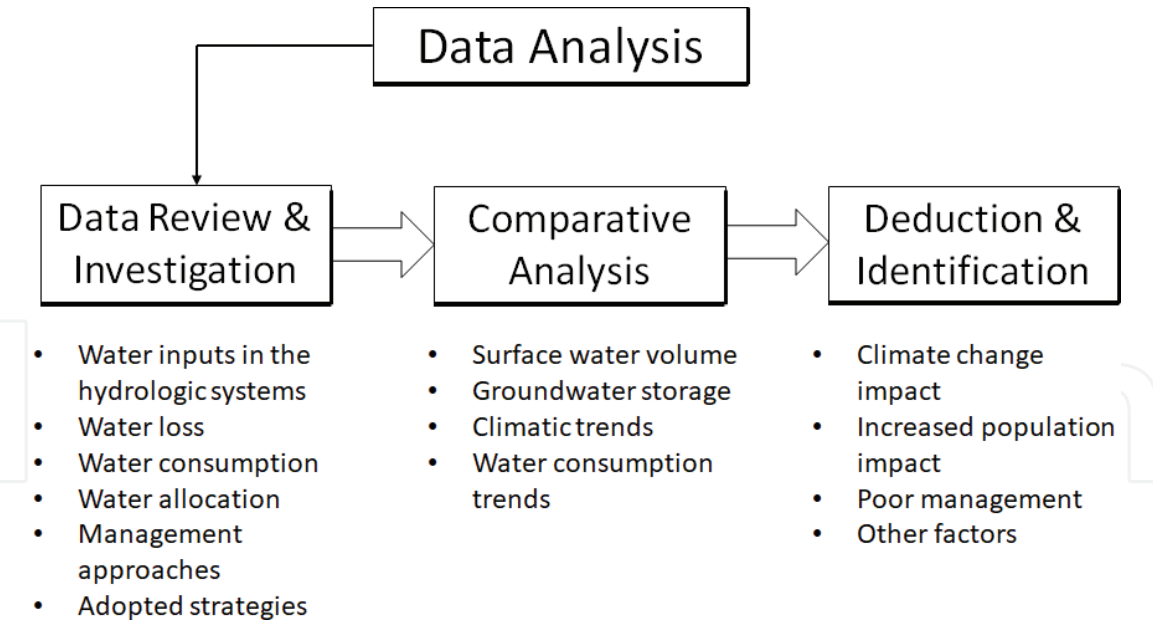 Data Analysis
Data Review &
Investigation
Comparative
Analysis
Deduction &
Identification
• Water inputs in the
hydrologic systems
• Water loss
• Water consumption
• Water allocation
• Management
approaches
• Adopted strategies
• Surface water volume
• Groundwater storage
• Climatic trends
• Water consumption
trends
• Climate change
impact
• Increased population
impact
• Poor management
• Other factors